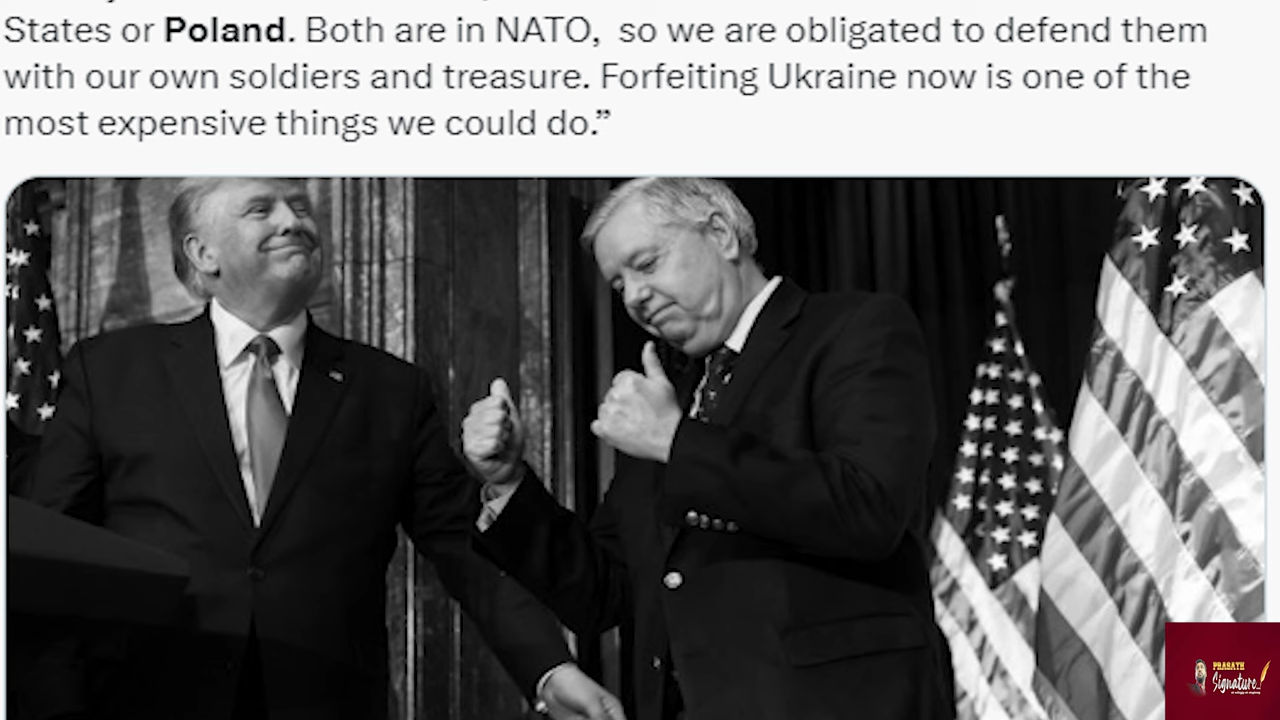 States or Poland. Both are in NATO, so we are obligated to defend them
with our own soldiers and treasure. Forfeiting Ukraine now is one of the
most expensive things we could do.”
PRASATH
Signature!